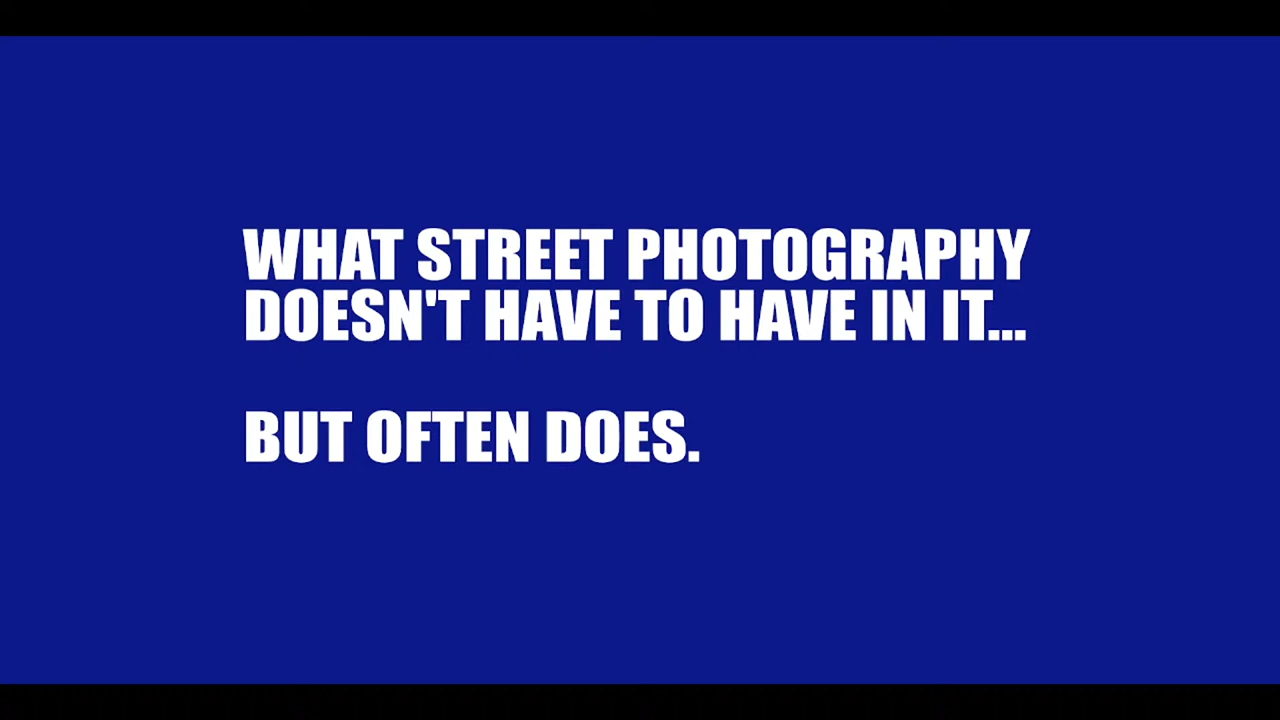 WHAT STREET PHOTOGRAPHY
DOESN'T HAVE TO HAVE IN IT...
BUT OFTEN DOES.